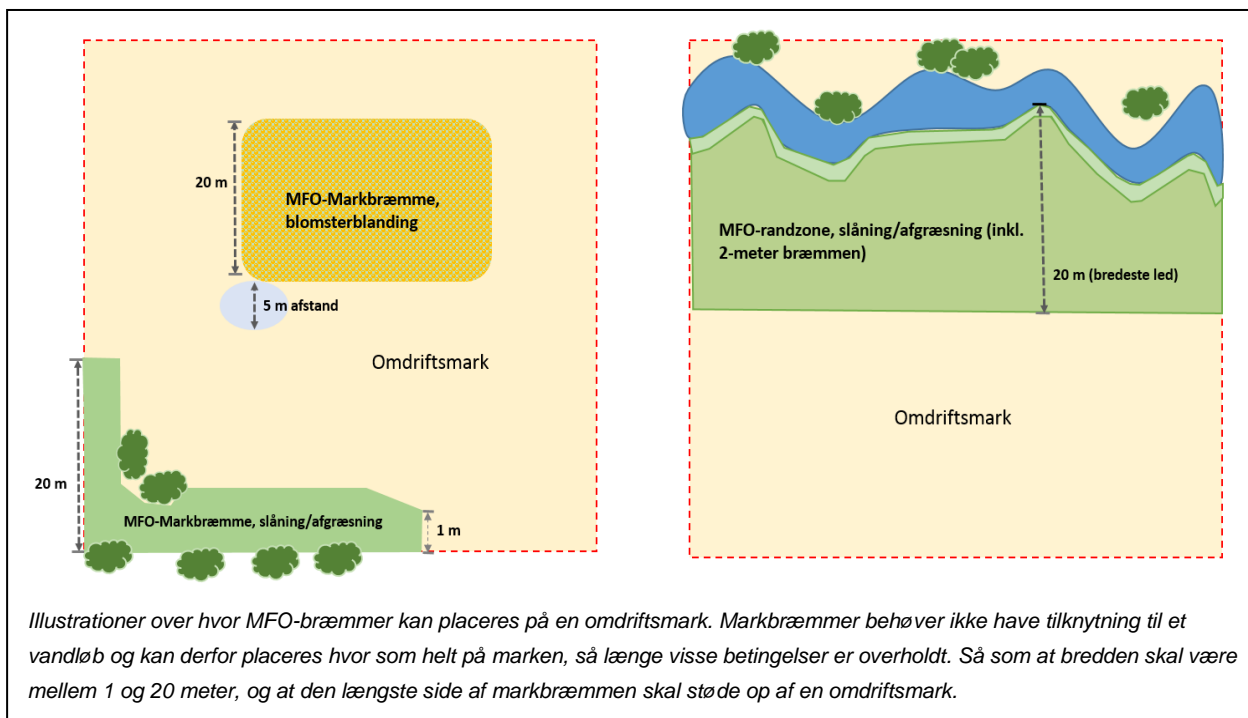 20 m
MFO-Markbræmme,
blomsterblanding
5 m afstand
Omdriftsmark
20 m
MFO-Markbræmme, slåning/afgræsning
1 m
MFO-randzone, slåning/afgræsning (inkl.
2-meter bræmmen)
20 m (bredeste led)
Omdriftsmark
Illustrationer over hvor MFO-bræmmer kan placeres på en omdriftsmark. Markbræmmer behøver ikke have tilknytning til et
vandløb og kan derfor placeres hvor som helst på marken, så længe visse betingelser er overholdt. Så som at bredden skal være
mellem 1 og 20 meter, og at den længste side af markbræmmen skal støde op af en omdriftsmark.